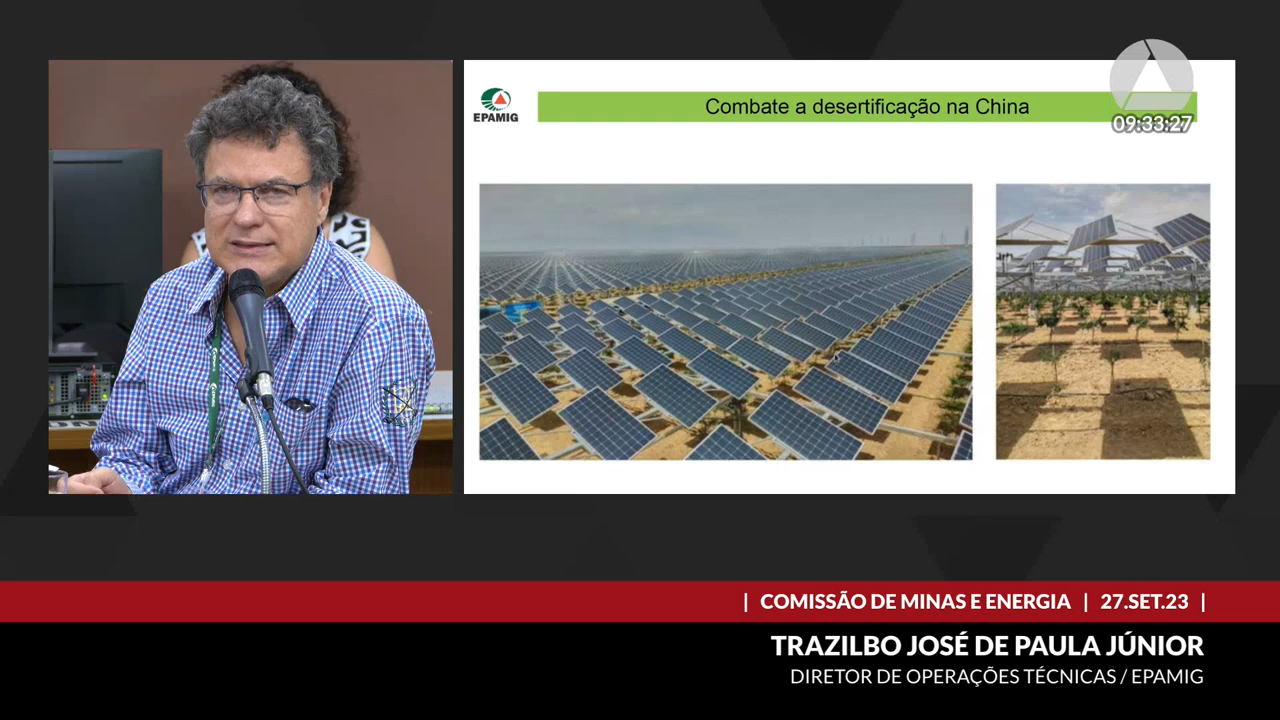 EPAMIG
Combate a desertificação na China
09:33:27
| COMISSÃO DE MINAS E ENERGIA | 27.SET.23 |
TRAZILBO JOSÉ DE PAULA JÚNIOR
DIRETOR DE OPERAÇÕES TÉCNICAS / EPAMIG